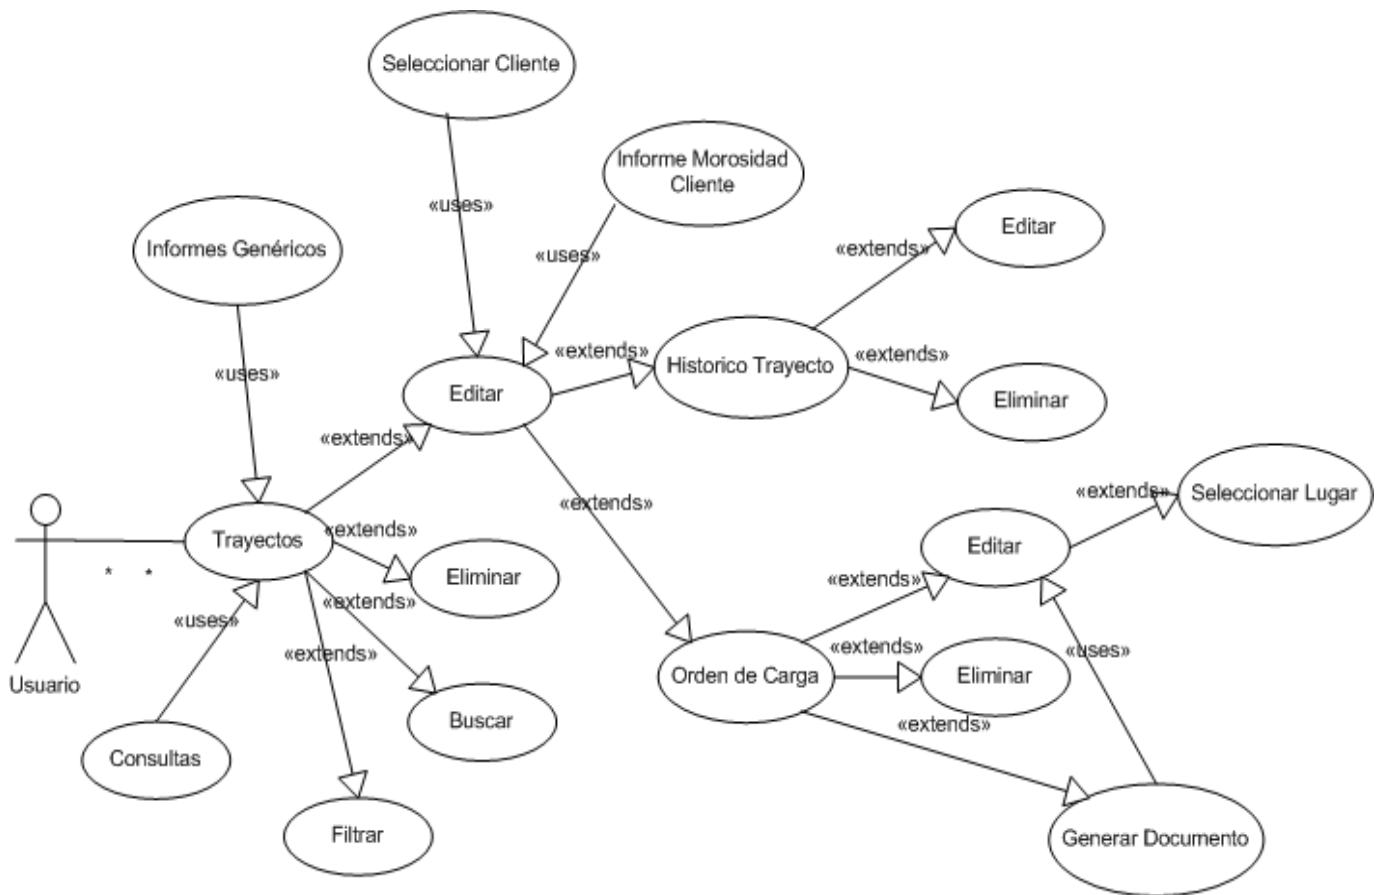 Seleccionar Cliente
Informe Morosidad
Cliente
«uses»
Editar
Informes Genéricos
«uses»
«extends»
«extends»
Historico Trayecto
«extends»
«uses»
Editar
Eliminar
«extends»
Seleccionar Lugar
«extends»
«extends»
Trayectos
«extends»
Editar
* *
Eliminar
«extends»
«extends»
«uses»
«extends»
«extends»
«uses»
Orden de Carga
Eliminar
Usuario
Buscar
«extends»
Consultas
Filtrar
Generar Documento